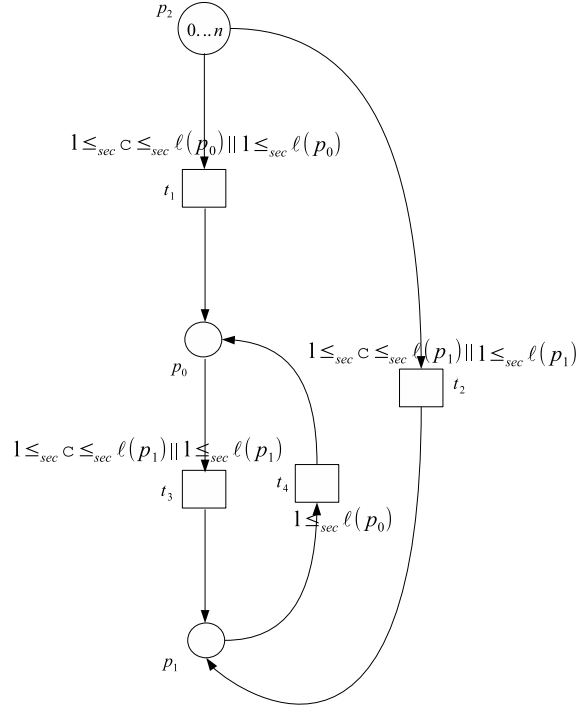 p₂
0...n
1≤sec c ≤sec ℓ(p₀) || 1≤sec ℓ(p₀)
t₁
p₀
1≤sec c ≤sec ℓ(p₁) || 1≤sec ℓ(p₁)
t₂
1≤sec c ≤sec ℓ(p₁) || 1≤sec ℓ(p₁)
t₃
t₄
1≤sec ℓ(p₀)
p₁